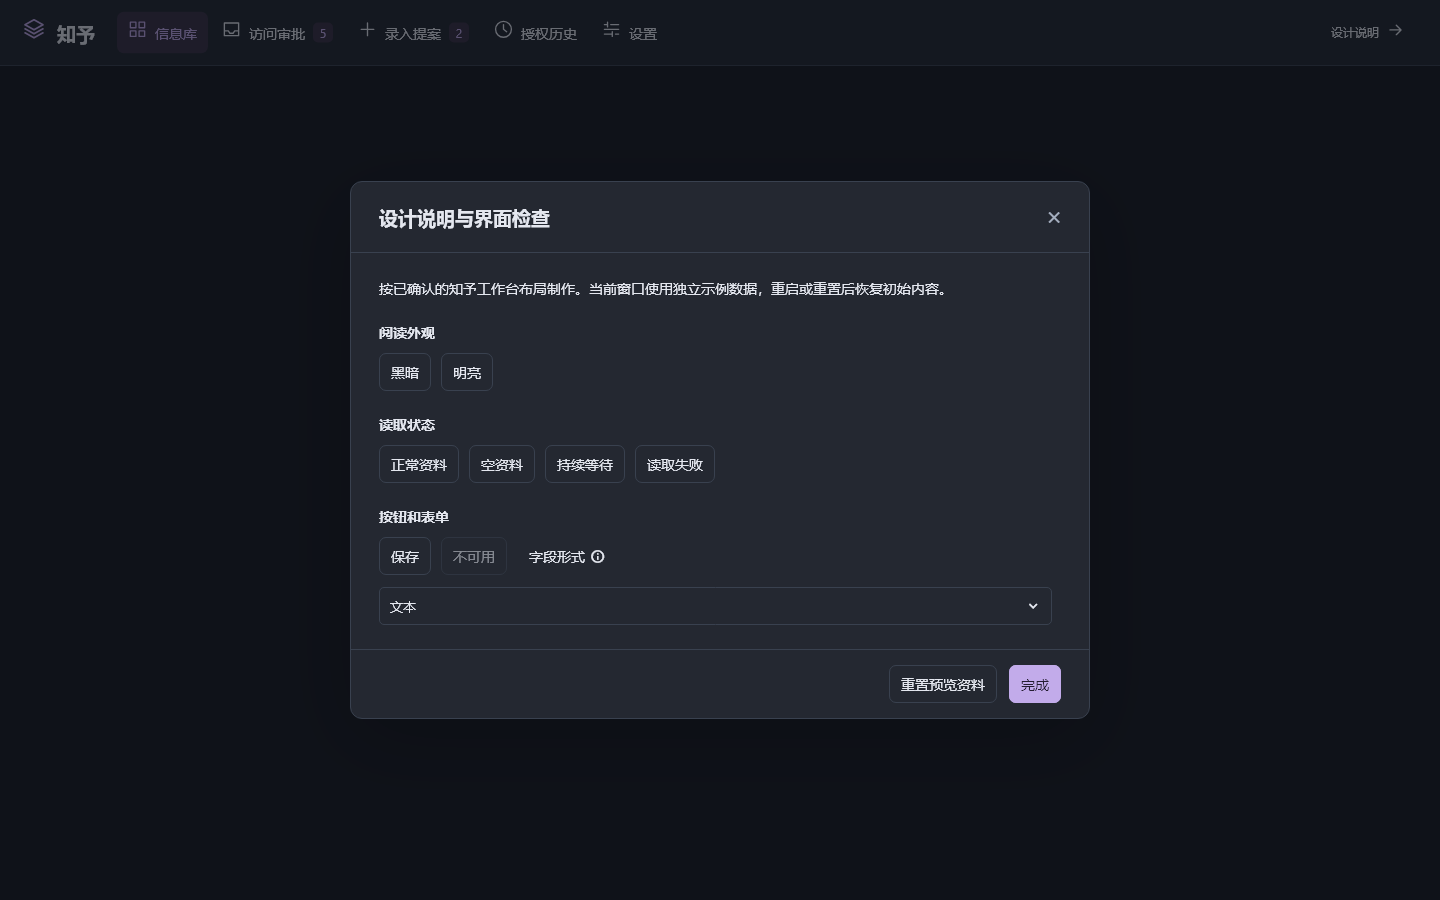 知予
信息库
访问审批 5
录入提案 2
授权历史
设置
设计说明
设计说明与界面检查
按已确认的知予工作台布局制作。当前窗口使用独立示例数据，重启或重置后恢复初始内容。
阅读外观
黑暗 明亮
读取状态
正常资料 空资料 持续等待 读取失败
按钮和表单
保存 不可用 字段形式
文本
重置预览资料 完成